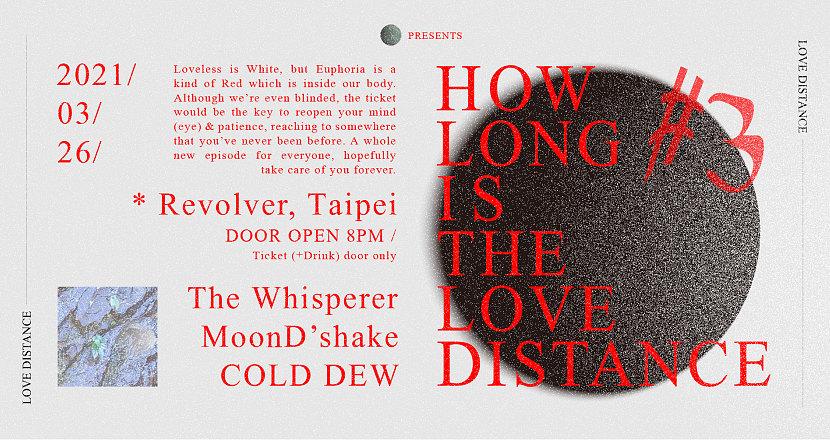 PRESENTS
2021/
03/
26/
Loveless is White, but Euphoria is a
kind of Red which is inside our body.
Although we're even blinded, the ticket
would be the key to reopen your mind
(eye) & patience, reaching to somewhere
that you've never been before. A whole
new episode for everyone, hopefully
take care of you forever.
* Revolver, Taipei
DOOR OPEN 8PM /
Ticket (+Drink) door only
The Whisperer
MoonD'shake
COLD DEW
HOW
LONG
IS
THE
LOVE
DISTANCE
#3
LOVE DISTANCE
LOVE DISTANCE